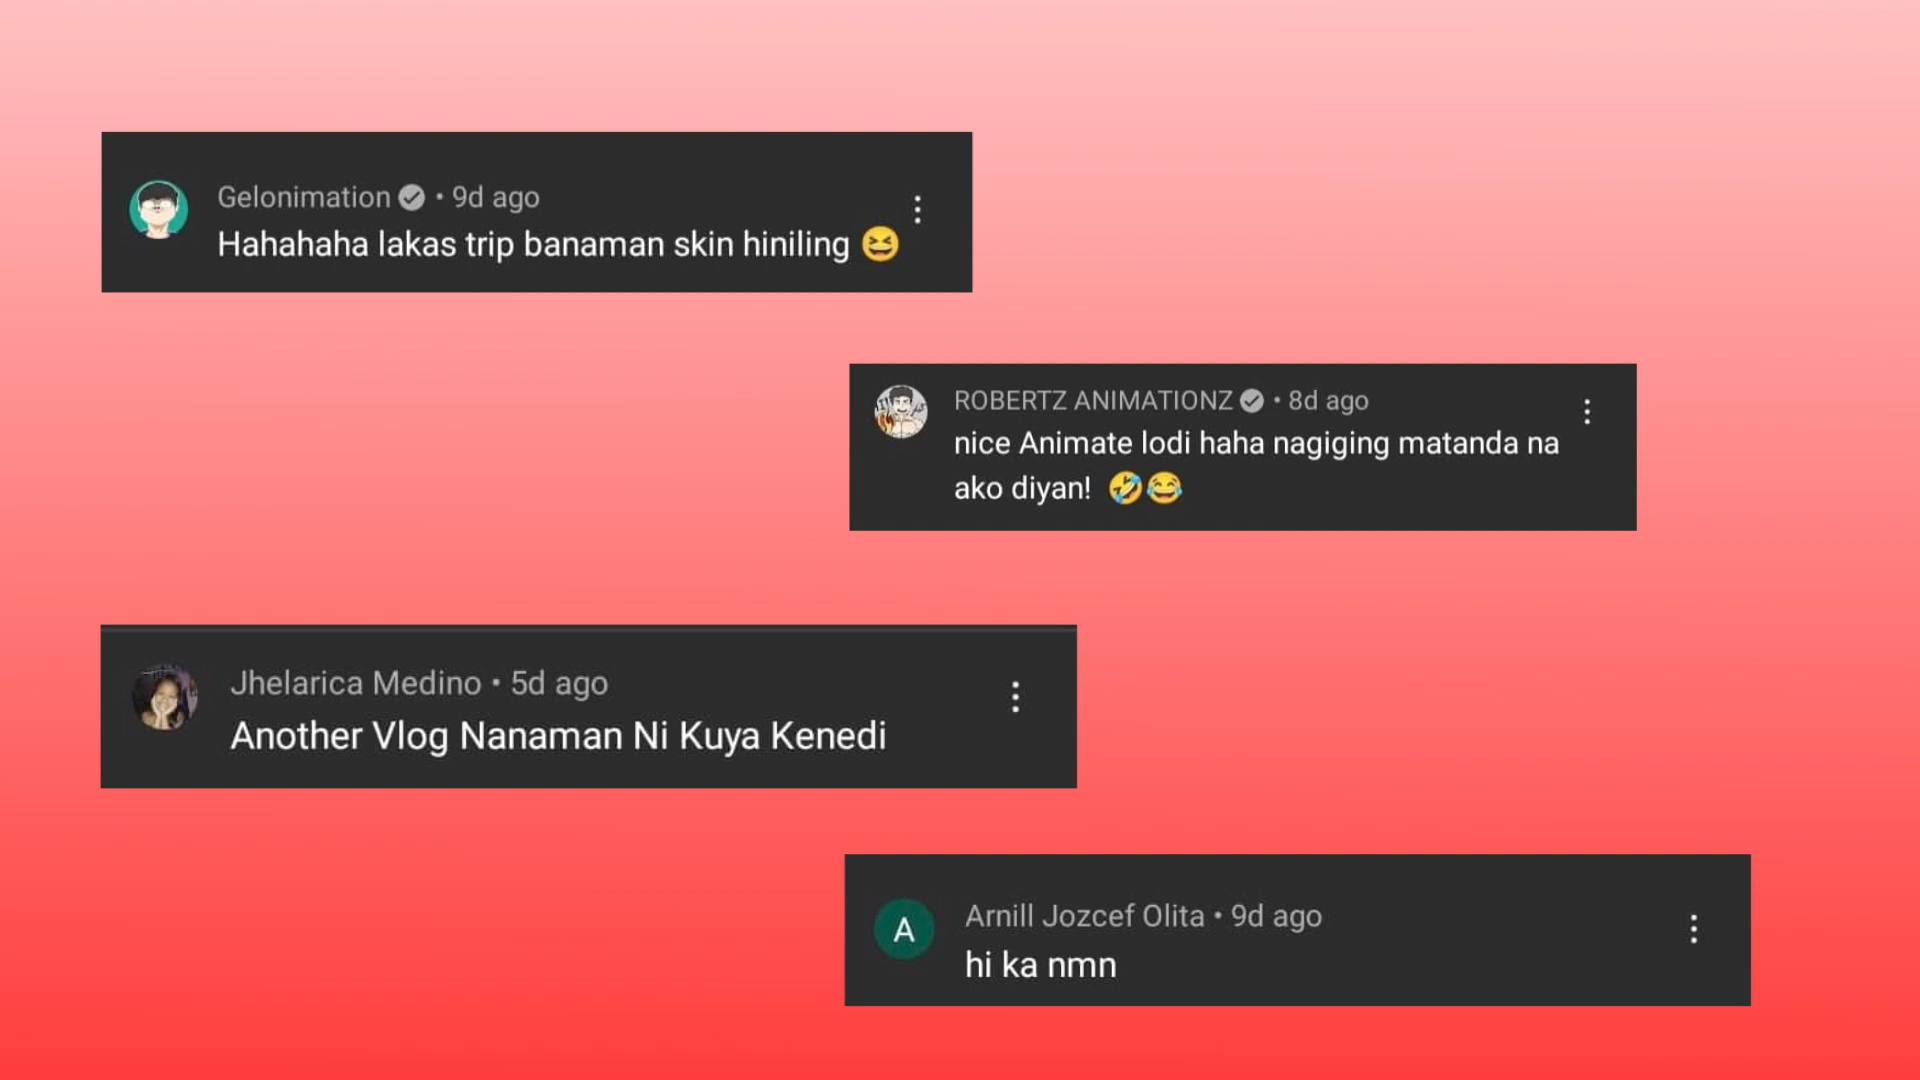 Gelonimation • 9d ago
Hahahaha lakas trip banaman skin hiniling 😆
ROBERTZ ANIMATIONZ • 8d ago
nice Animate lodi haha nagiging matanda na
ako diyan! 🤣😂
Jhelarica Medino • 5d ago
Another Vlog Nanaman Ni Kuya Kenedi
A
Arnill Jozcef Olita • 9d ago
hi ka nmn